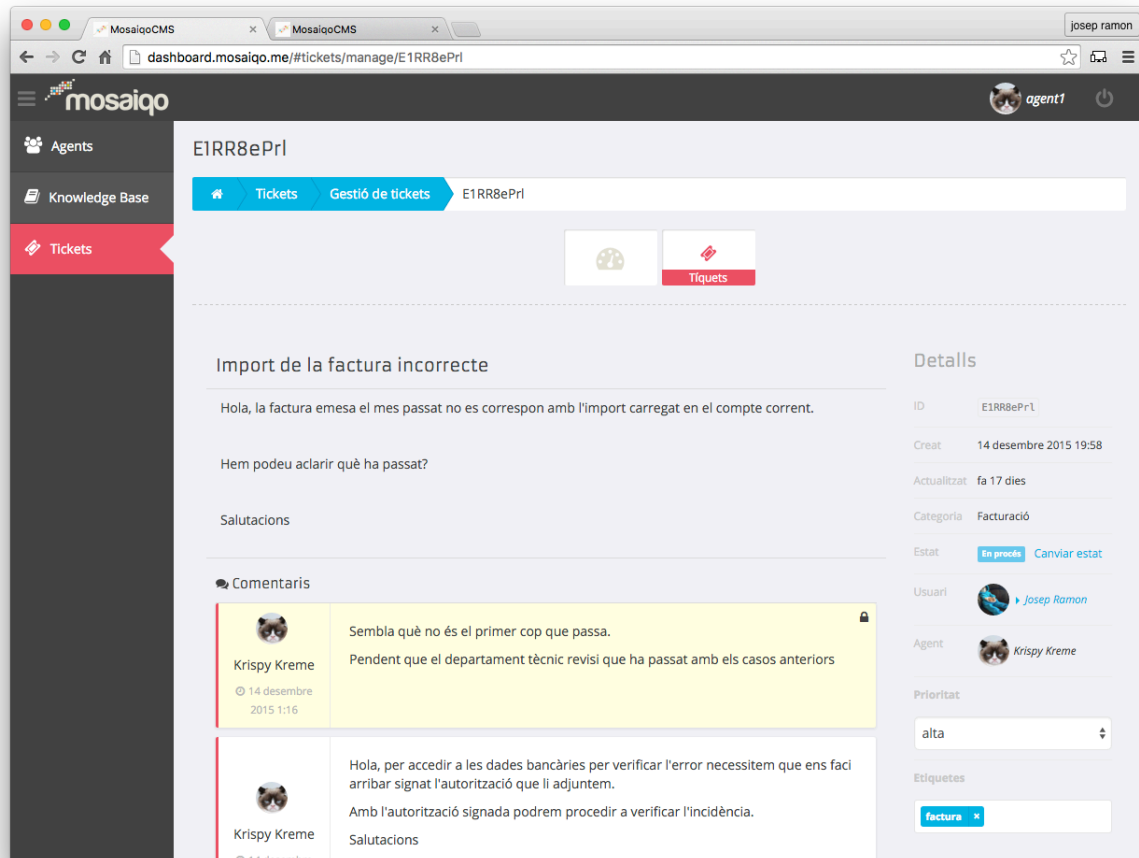 MosaiqoCMS
MosaiqoCMS
josep ramon
dashboard.mosaiqo.me/#tickets/manage/E1RR8ePrl
mosaiqo
agent1
Agents
Knowledge Base
Tickets
E1RR8ePrl
Tickets
Gestió de tickets
E1RR8ePrl
Tíquets
Import de la factura incorrecte
Hola, la factura emesa el mes passat no es correspon amb l'import carregat en el compte corrent.
Hem podeu aclarir què ha passat?
Salutacions
Comentaris
Krispy Kreme
14 desembre
2015 1:16
Sembla què no és el primer cop que passa.
Pendent que el departament tècnic revisi que ha passat amb els casos anteriors
Krispy Kreme
Hola, per accedir a les dades bancàries per verificar l'error necessitem que ens faci
arribar signat l'autorització que li adjuntem.
Amb l'autorització signada podrem procedir a verificar l'incidència.
Salutacions
Detalls
ID E1RR8ePrl
Creat 14 desembre 2015 19:58
Actualitzat fa 17 dies
Categoria Facturació
Estat En procés Canviar estat
Usuari Josep Ramon
Agent Krispy Kreme
Prioritat
alta
Etiquetes
factura ×